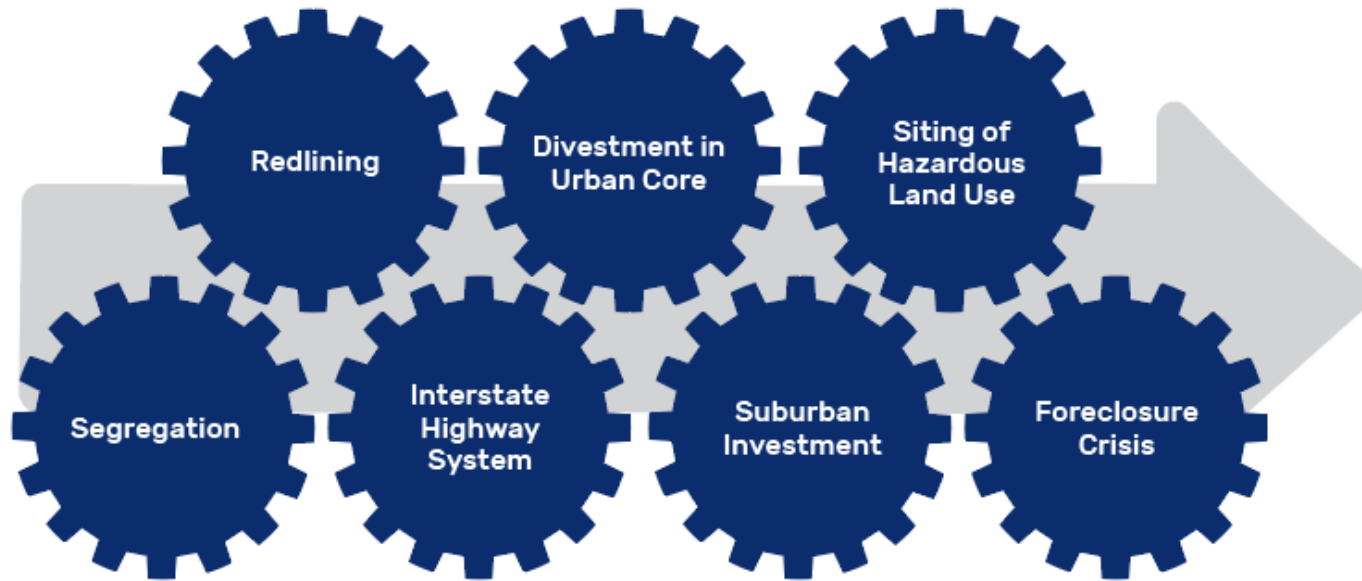 Redlining
Divestment in
Urban Core
Siting of
Hazardous
Land Use
Segregation
Interstate
Highway
System
Suburban
Investment
Foreclosure
Crisis